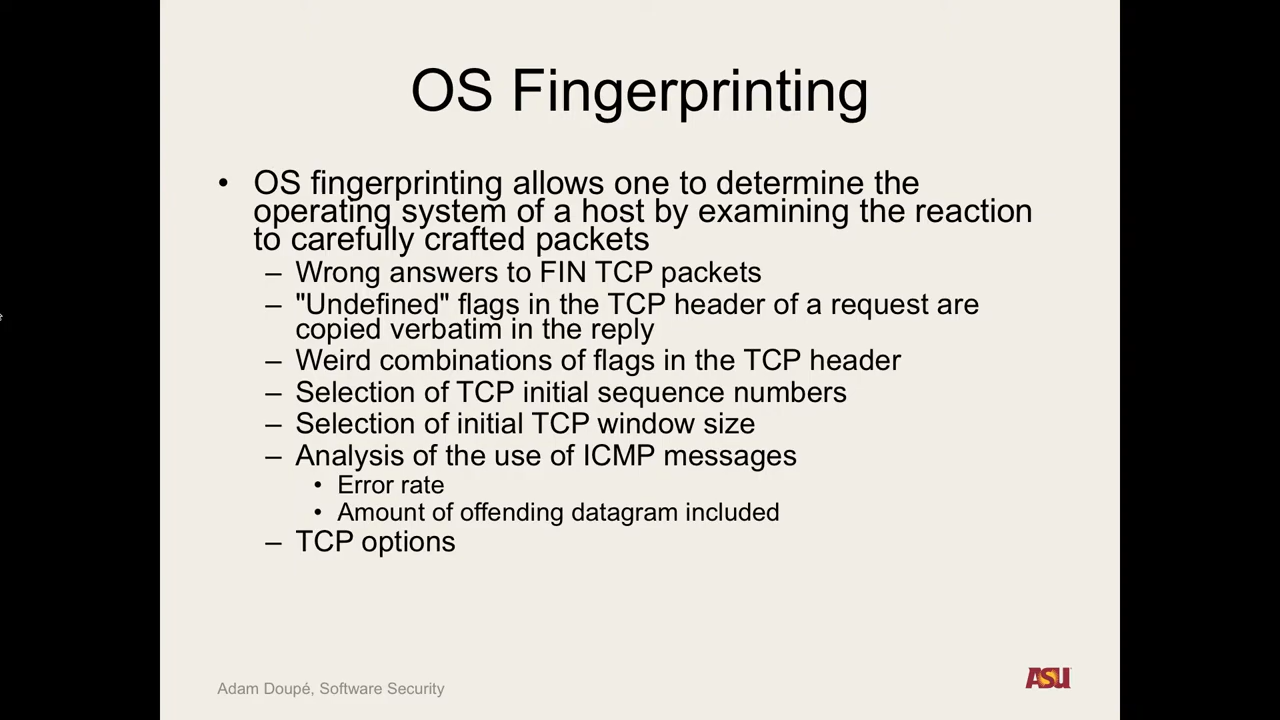 OS Fingerprinting
• OS fingerprinting allows one to determine the
operating system of a host by examining the reaction
to carefully crafted packets
– Wrong answers to FIN TCP packets
– "Undefined" flags in the TCP header of a request are
copied verbatim in the reply
– Weird combinations of flags in the TCP header
– Selection of TCP initial sequence numbers
– Selection of initial TCP window size
– Analysis of the use of ICMP messages
• Error rate
• Amount of offending datagram included
– TCP options
Adam Doupé, Software Security
ASU